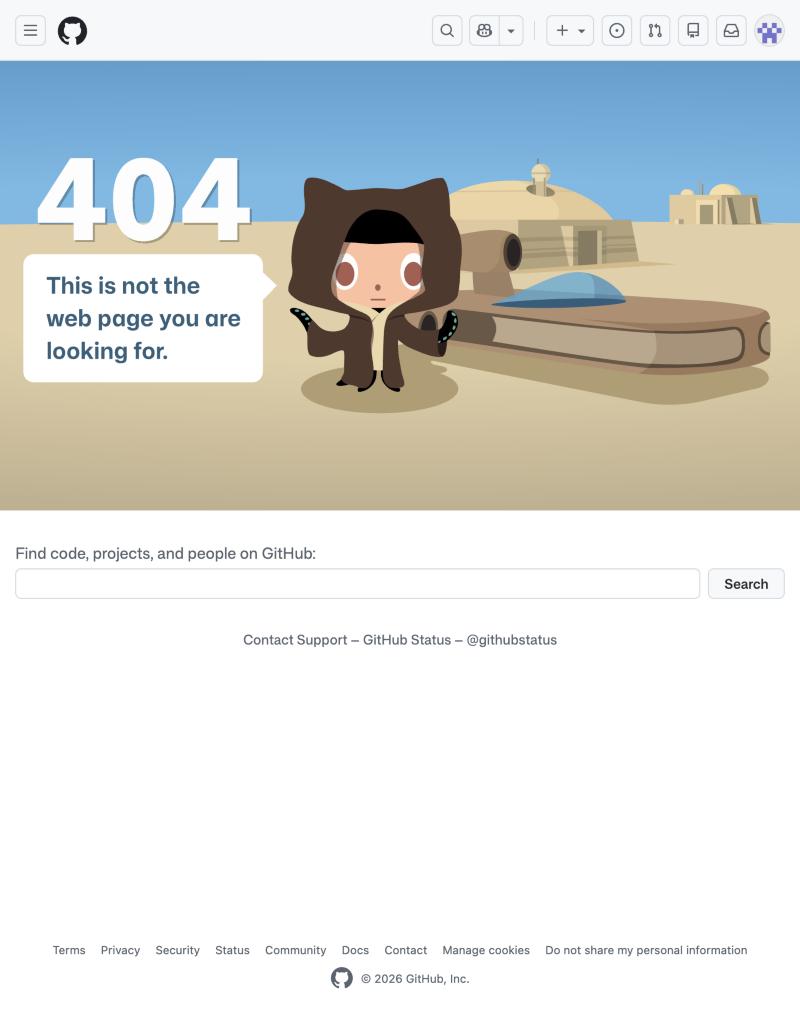 404
This is not the
web page you are
looking for.
Find code, projects, and people on GitHub:
Search
Contact Support — GitHub Status — @githubstatus
Terms Privacy Security Status Community Docs Contact Manage cookies Do not share my personal information
© 2026 GitHub, Inc.